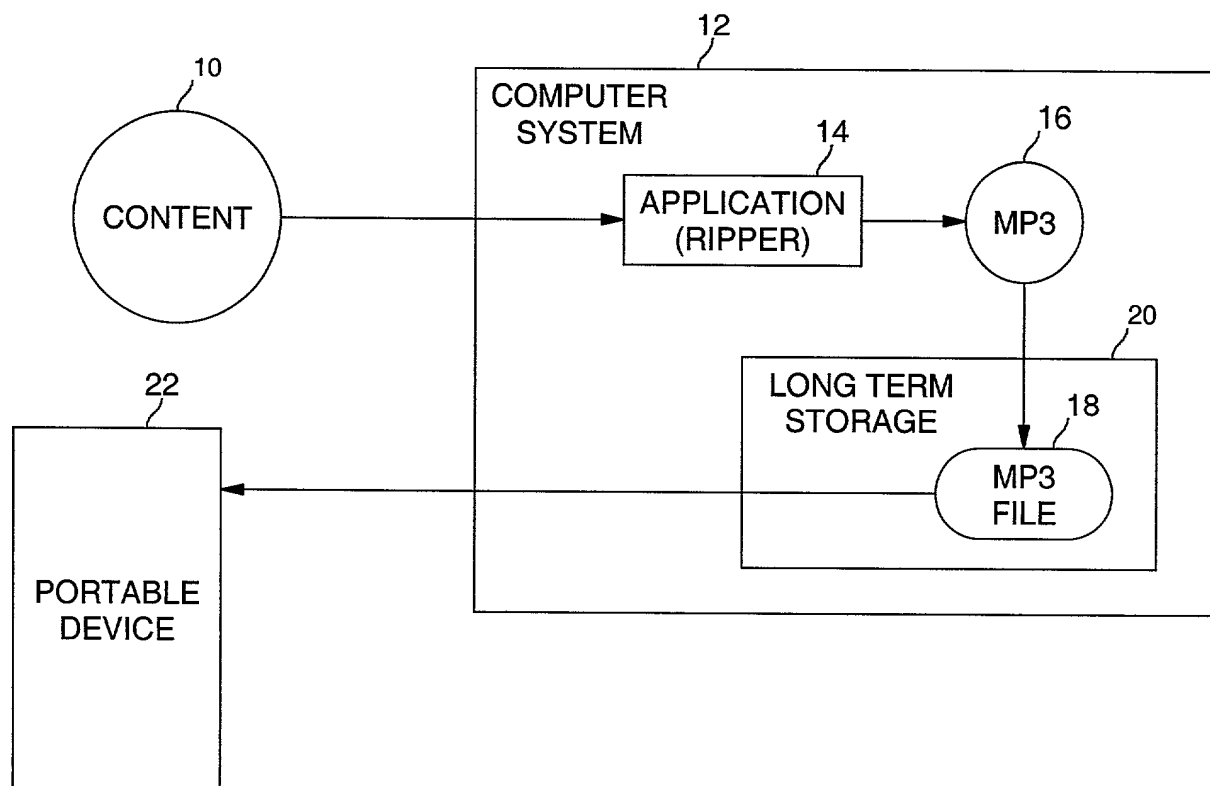 12
10
COMPUTER
SYSTEM
14
16
CONTENT
APPLICATION
(RIPPER)
MP3
20
22
LONG TERM
STORAGE
18
MP3
FILE
PORTABLE
DEVICE